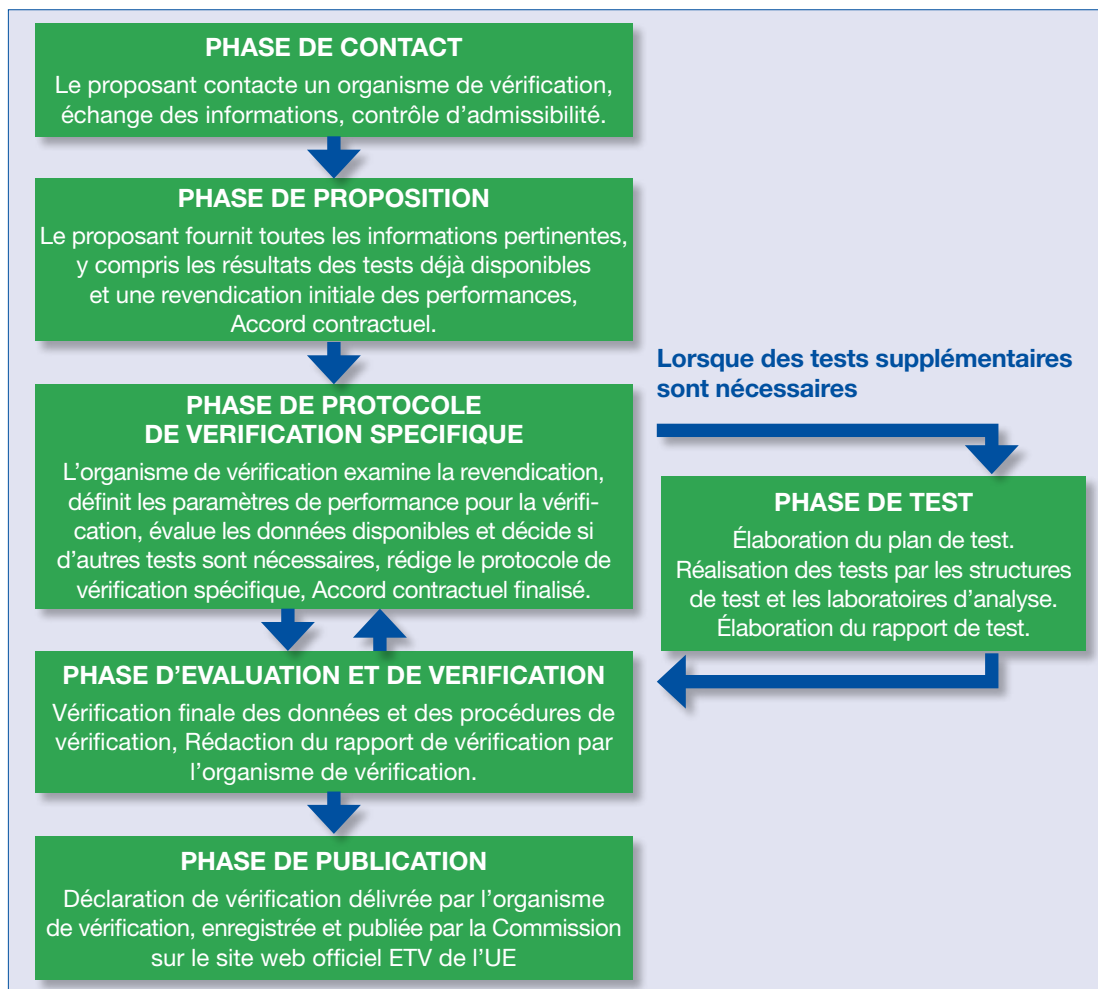 PHASE DE CONTACT
Le proposant contacte un organisme de vérification,
échange des informations, contrôle d'admissibilité.
PHASE DE PROPOSITION
Le proposant fournit toutes les informations pertinentes,
y compris les résultats des tests déjà disponibles
et une revendication initiale des performances,
Accord contractuel.
PHASE DE PROTOCOLE
DE VERIFICATION SPECIFIQUE
L'organisme de vérification examine la revendication,
définit les paramètres de performance pour la vérifi-
cation, évalue les données disponibles et décide si
d'autres tests sont nécessaires, rédige le protocole de
vérification spécifique, Accord contractuel finalisé.
Lorsque des tests supplémentaires
sont nécessaires
PHASE DE TEST
Élaboration du plan de test.
Réalisation des tests par les structures
de test et les laboratoires d'analyse.
Élaboration du rapport de test.
PHASE D'EVALUATION ET DE VERIFICATION
Vérification finale des données et des procédures de
vérification, Rédaction du rapport de vérification par
l'organisme de vérification.
PHASE DE PUBLICATION
Déclaration de vérification délivrée par l'organisme
de vérification, enregistrée et publiée par la Commission
sur le site web officiel ETV de l'UE